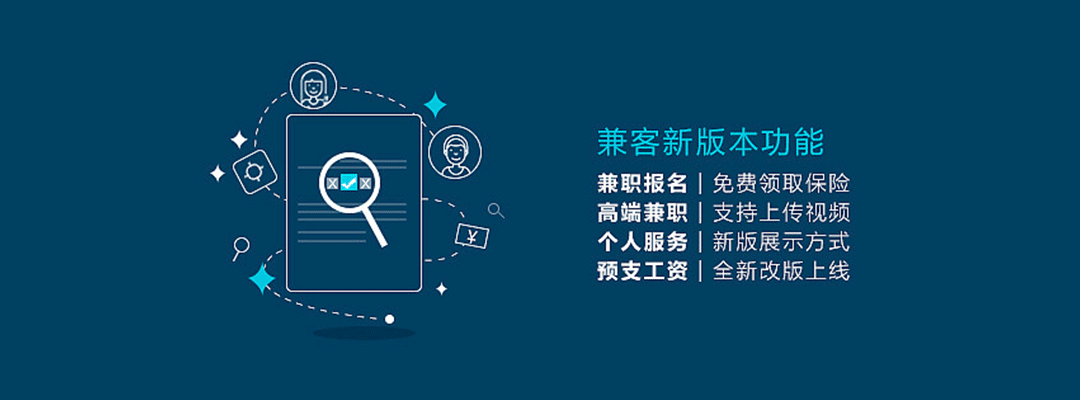 兼客新版本功能
兼职报名｜免费领取保险
高端兼职｜支持上传视频
个人服务｜新版展示方式
预支工资｜全新改版上线
¥